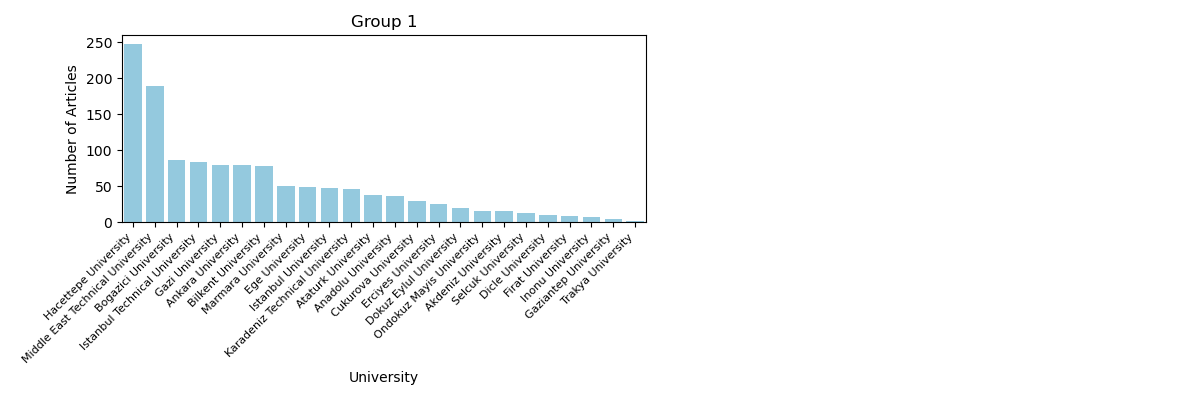 Group 1
Number of Articles
250
200
150
100
50
0
Hacettepe University
Middle East Technical University
Bogazici University
Istanbul Technical University
Gazi University
Ankara University
Bilkent University
Marmara University
Ege University
Istanbul University
Karadeniz Technical University
Ataturk University
Anadolu University
Cukurova University
Erciyes University
Dokuz Eylul University
Ondokuz Mayis University
Akdeniz University
Selcuk University
Dicle University
Firat University
Inonu University
Gaziantep University
Trakya University
University